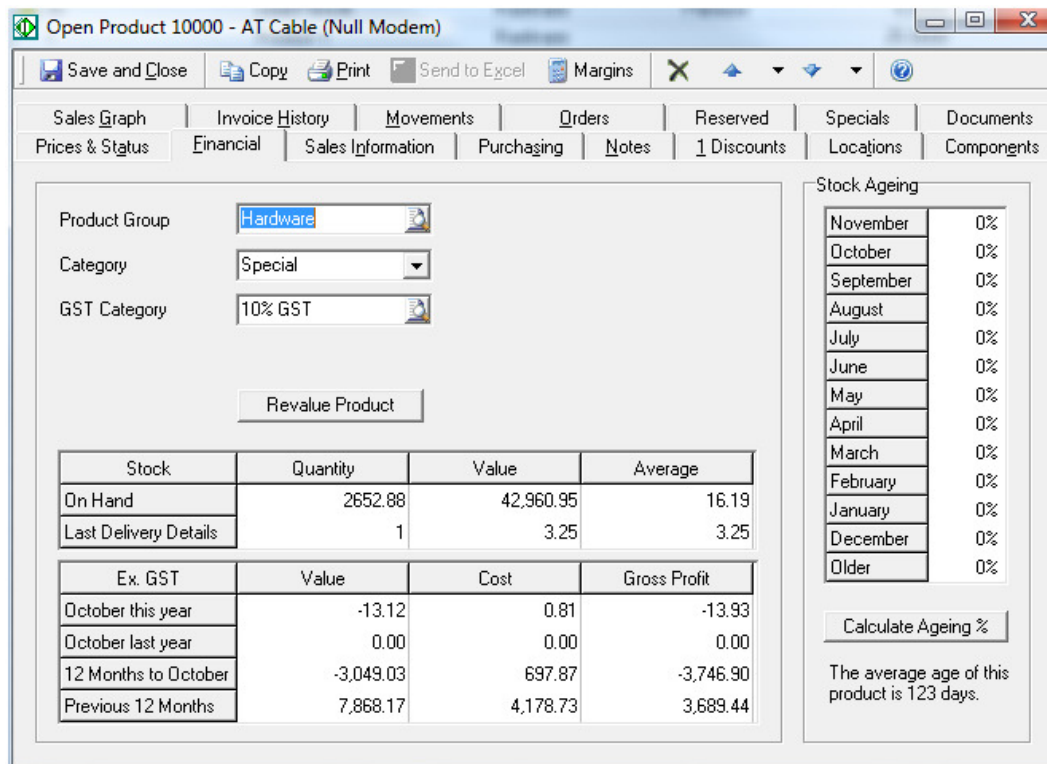 Open Product 10000 - AT Cable (Null Modem)
Save and Close Copy Print Send to Excel Margins
Sales Graph Invoice History Movements Orders Reserved Specials Documents
Prices & Status Financial Sales Information Purchasing Notes 1 Discounts Locations Components
Product Group Hardware
Category Special
GST Category 10% GST
Revalue Product
Stock Quantity Value Average
On Hand 2652.88 42,960.95 16.19
Last Delivery Details 1 3.25 3.25
Ex. GST Value Cost Gross Profit
October this year -13.12 0.81 -13.93
October last year 0.00 0.00 0.00
12 Months to October -3,049.03 697.87 -3,746.90
Previous 12 Months 7,868.17 4,178.73 3,689.44
Stock Ageing
November 0%
October 0%
September 0%
August 0%
July 0%
June 0%
May 0%
April 0%
March 0%
February 0%
January 0%
December 0%
Older 0%
Calculate Ageing %
The average age of this
product is 123 days.